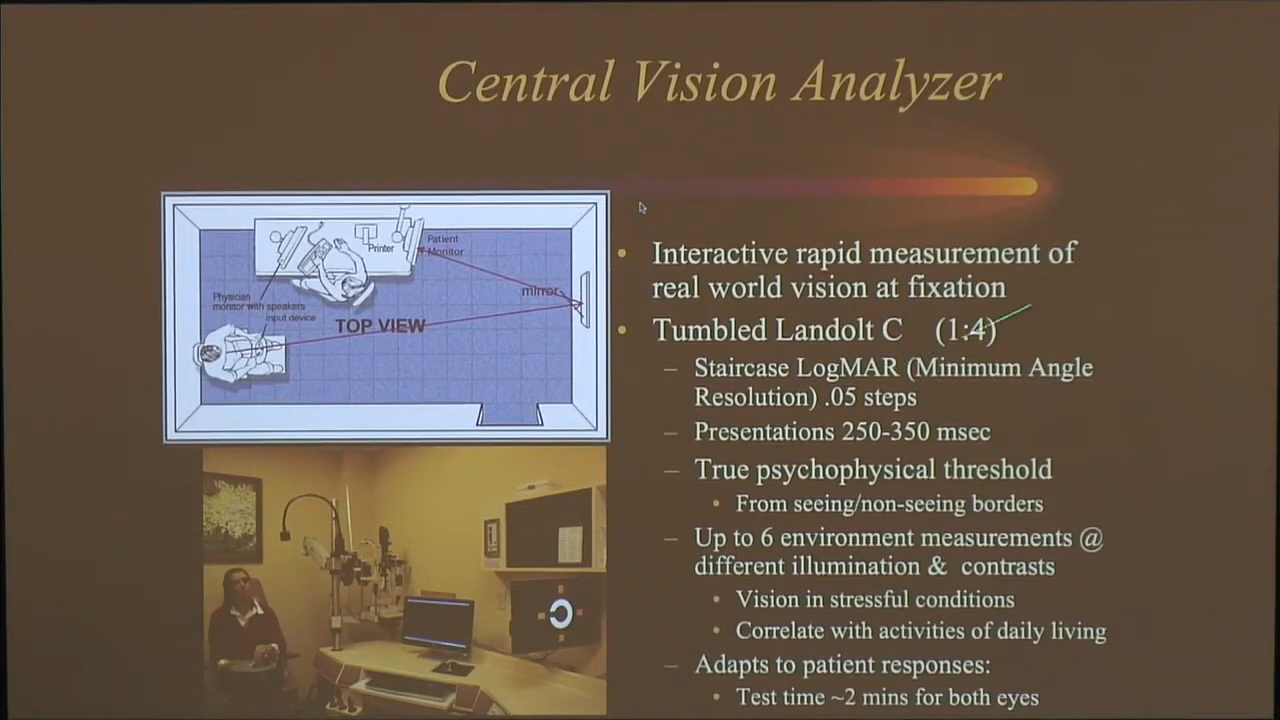 Central Vision Analyzer
Printer
Patient
Monitor
mirror
Physician
monitor with speakers
input device
TOP VIEW
• Interactive rapid measurement of
real world vision at fixation
• Tumbled Landolt C (1:4)
– Staircase LogMAR (Minimum Angle
Resolution) .05 steps
– Presentations 250-350 msec
– True psychophysical threshold
• From seeing/non-seeing borders
– Up to 6 environment measurements @
different illumination & contrasts
• Vision in stressful conditions
• Correlate with activities of daily living
– Adapts to patient responses:
• Test time ~2 mins for both eyes